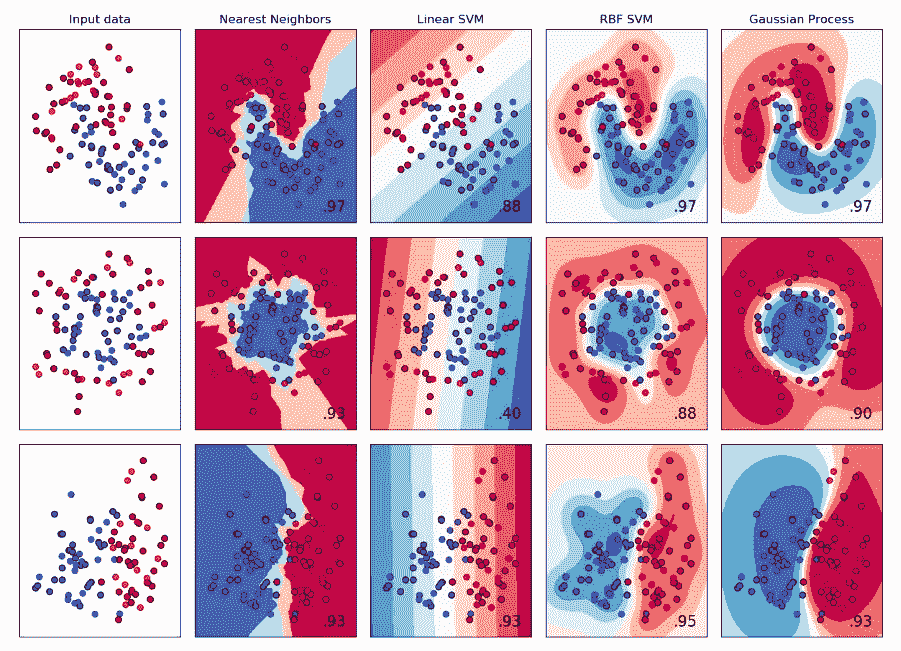 Input data Nearest Neighbors Linear SVM RBF SVM Gaussian Process
.97 .88 .97 .97
.93 .40 .88 .90
.93 .93 .95 .93